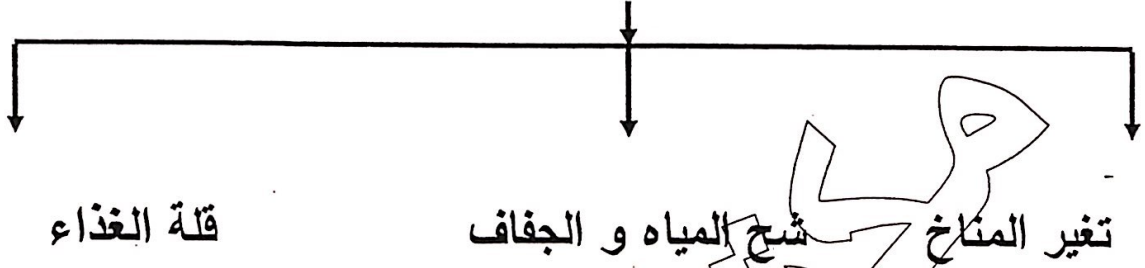 تغير المناخ شح المياه و الجفاف قلة الغذاء